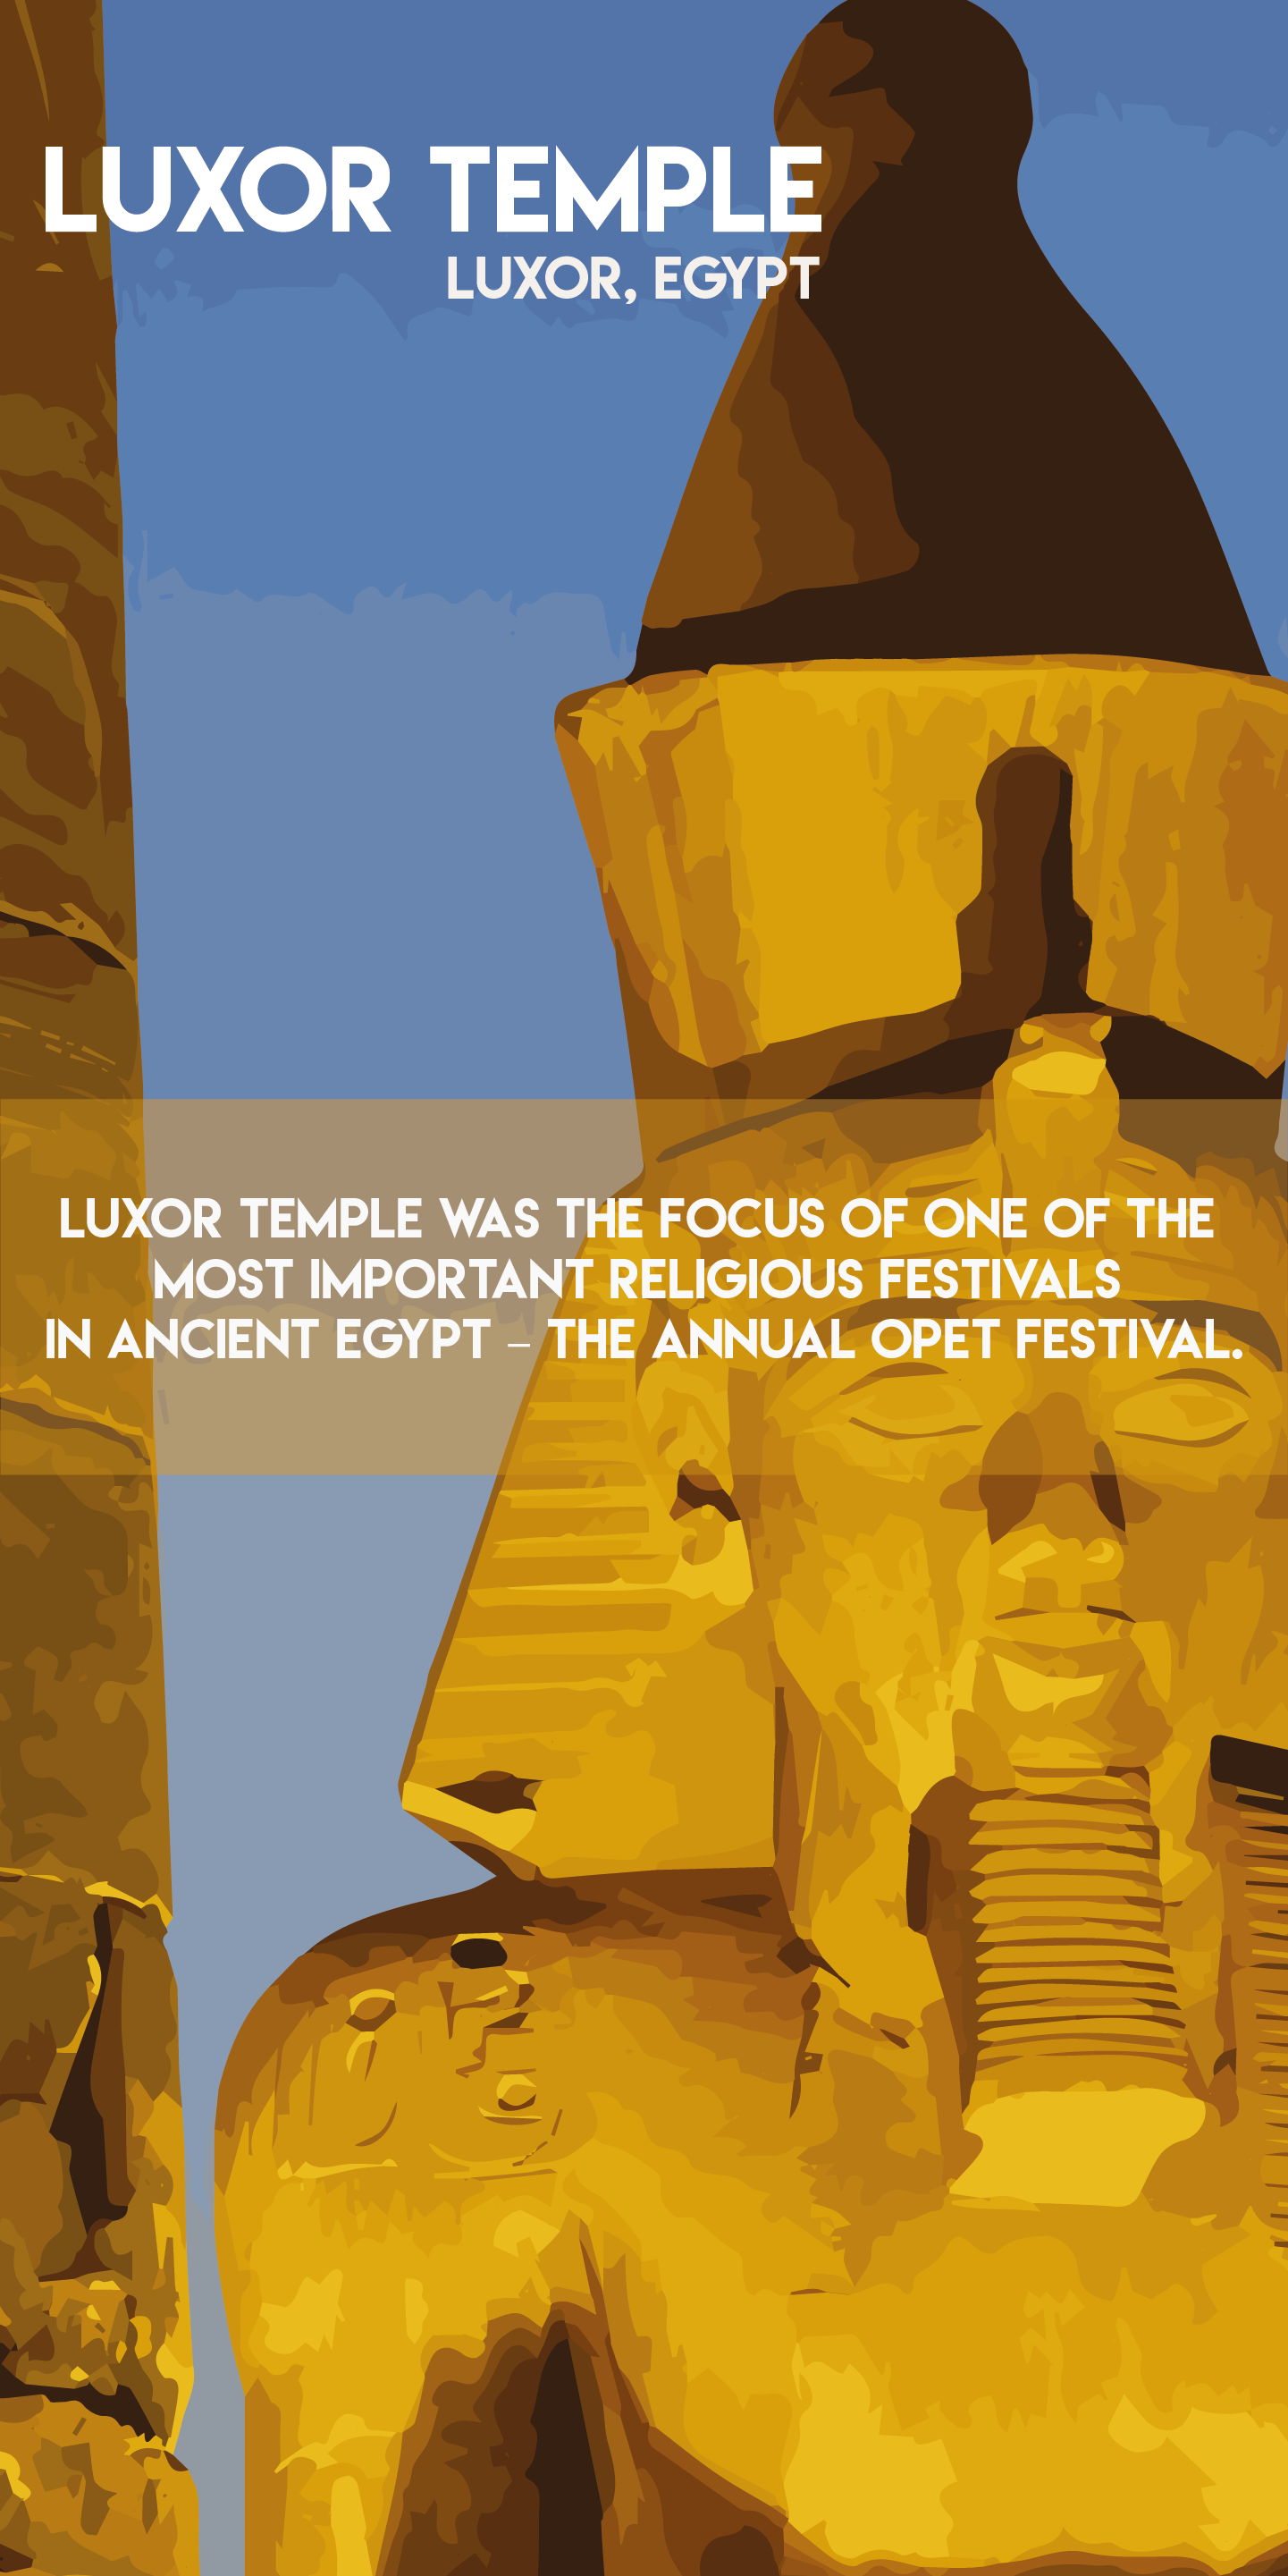 LUXOR TEMPLE
LUXOR, EGYPT
LUXOR TEMPLE WAS THE FOCUS OF ONE OF THE
MOST IMPORTANT RELIGIOUS FESTIVALS
IN ANCIENT EGYPT – THE ANNUAL OPET FESTIVAL.